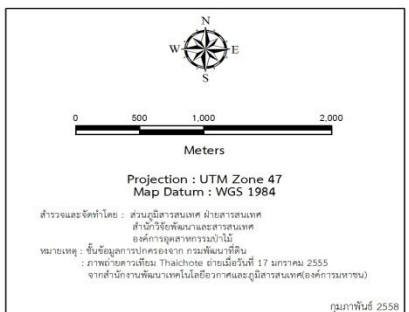 N
W E
S
0 500 1,000 2,000
Meters
Projection : UTM Zone 47
Map Datum : WGS 1984
สำรวจและจัดทำโดย : ส่วนภูมิสารสนเทศ ฝ่ายสารสนเทศ
สำนักวิจัยพัฒนาและสารสนเทศ
องค์การอุตสาหกรรมป่าไม้
หมายเหตุ : ชั้นข้อมูลการปกครองจาก กรมพัฒนาที่ดิน
: ภาพถ่ายดาวเทียม Thaichote ถ่ายเมื่อวันที่ 17 มกราคม 2555
จากสำนักงานพัฒนาเทคโนโลยีอวกาศและภูมิสารสนเทศ(องค์การมหาชน)
กุมภาพันธ์ 2558